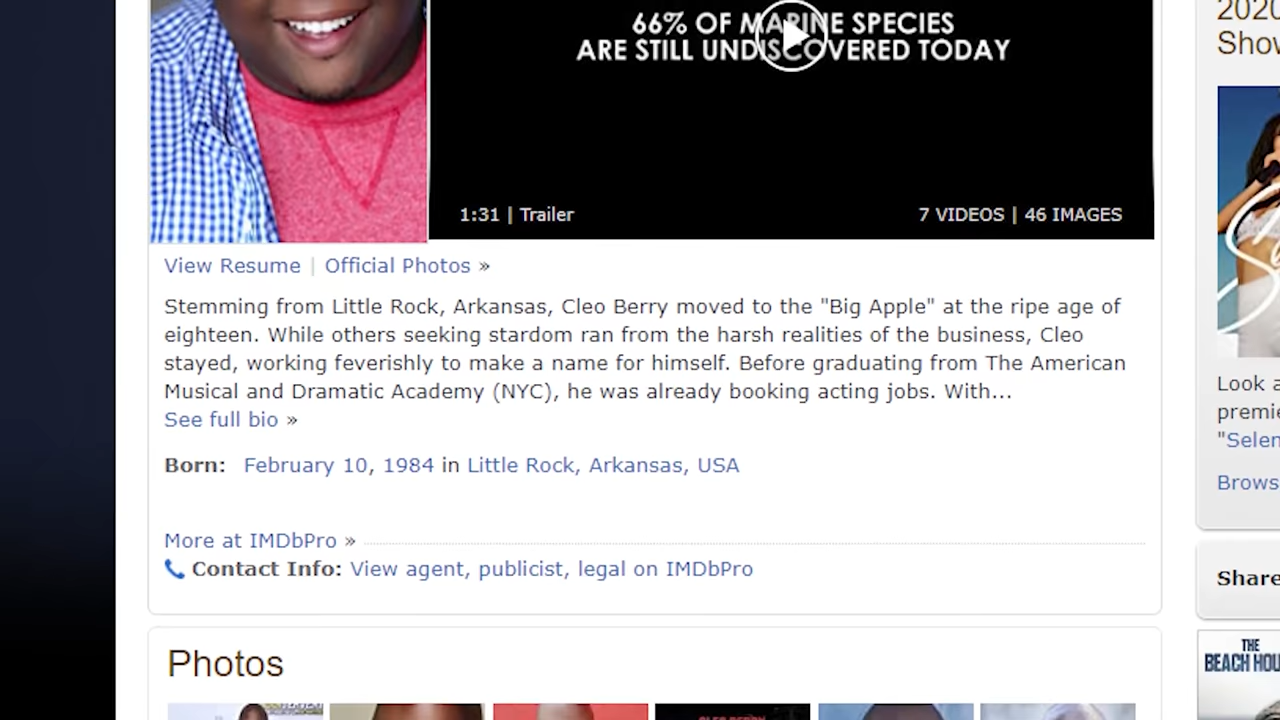 66% OF MARINE SPECIES
ARE STILL UNDISCOVERED TODAY
1:31 | Trailer
7 VIDEOS | 46 IMAGES
View Resume | Official Photos »
Stemming from Little Rock, Arkansas, Cleo Berry moved to the "Big Apple" at the ripe age of
eighteen. While others seeking stardom ran from the harsh realities of the business, Cleo
stayed, working feverishly to make a name for himself. Before graduating from The American
Musical and Dramatic Academy (NYC), he was already booking acting jobs. With...
See full bio »
Born: February 10, 1984 in Little Rock, Arkansas, USA
More at IMDbPro »
Contact Info: View agent, publicist, legal on IMDbPro
Photos
CLEO BERRY
2020
Look
Share
THE
BEACH